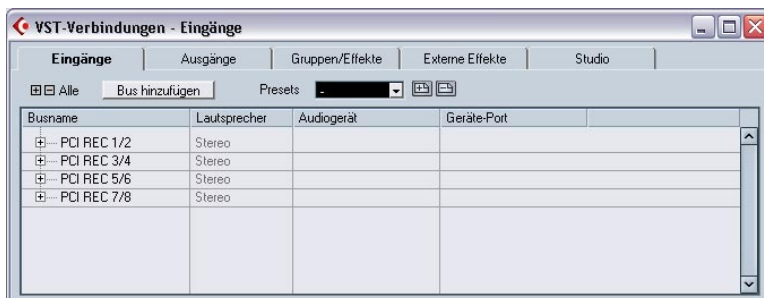 VST-Verbindungen - Eingänge
Eingänge Ausgänge Gruppen/Effekte Externe Effekte Studio
Alle Bus hinzufügen Presets -
Busname Lautsprecher Audiogerät Geräte-Port
PCI REC 1/2 Stereo
PCI REC 3/4 Stereo
PCI REC 5/6 Stereo
PCI REC 7/8 Stereo